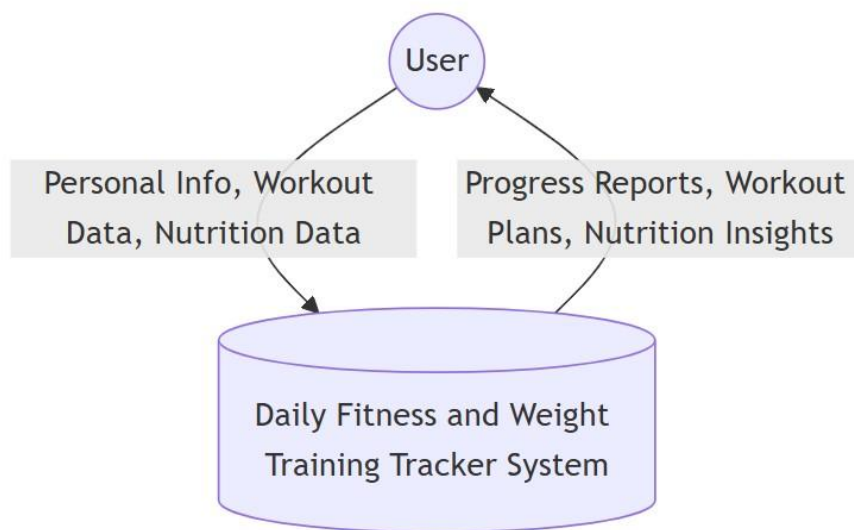 User
Personal Info, Workout
Data, Nutrition Data
Progress Reports, Workout
Plans, Nutrition Insights
Daily Fitness and Weight
Training Tracker System